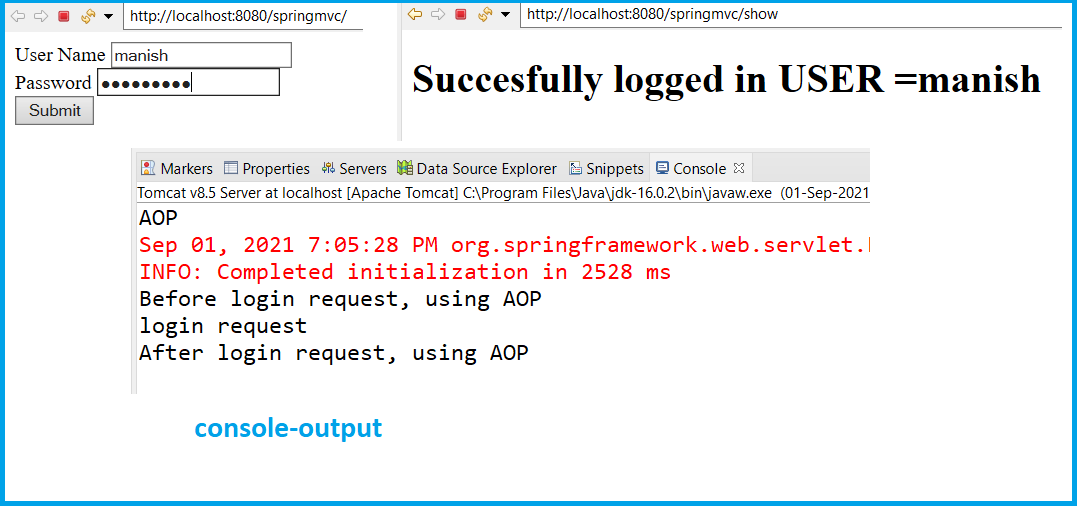 http://localhost:8080/springmvc/
User Name manish
Password ●●●●●●●●●
Submit
http://localhost:8080/springmvc/show
Succesfully logged in USER =manish
Markers Properties Servers Data Source Explorer Snippets Console
Tomcat v8.5 Server at localhost [Apache Tomcat] C:\Program Files\Java\jdk-16.0.2\bin\javaw.exe (01-Sep-2021
AOP
Sep 01, 2021 7:05:28 PM org.springframework.web.servlet.
INFO: Completed initialization in 2528 ms
Before login request, using AOP
login request
After login request, using AOP
console-output